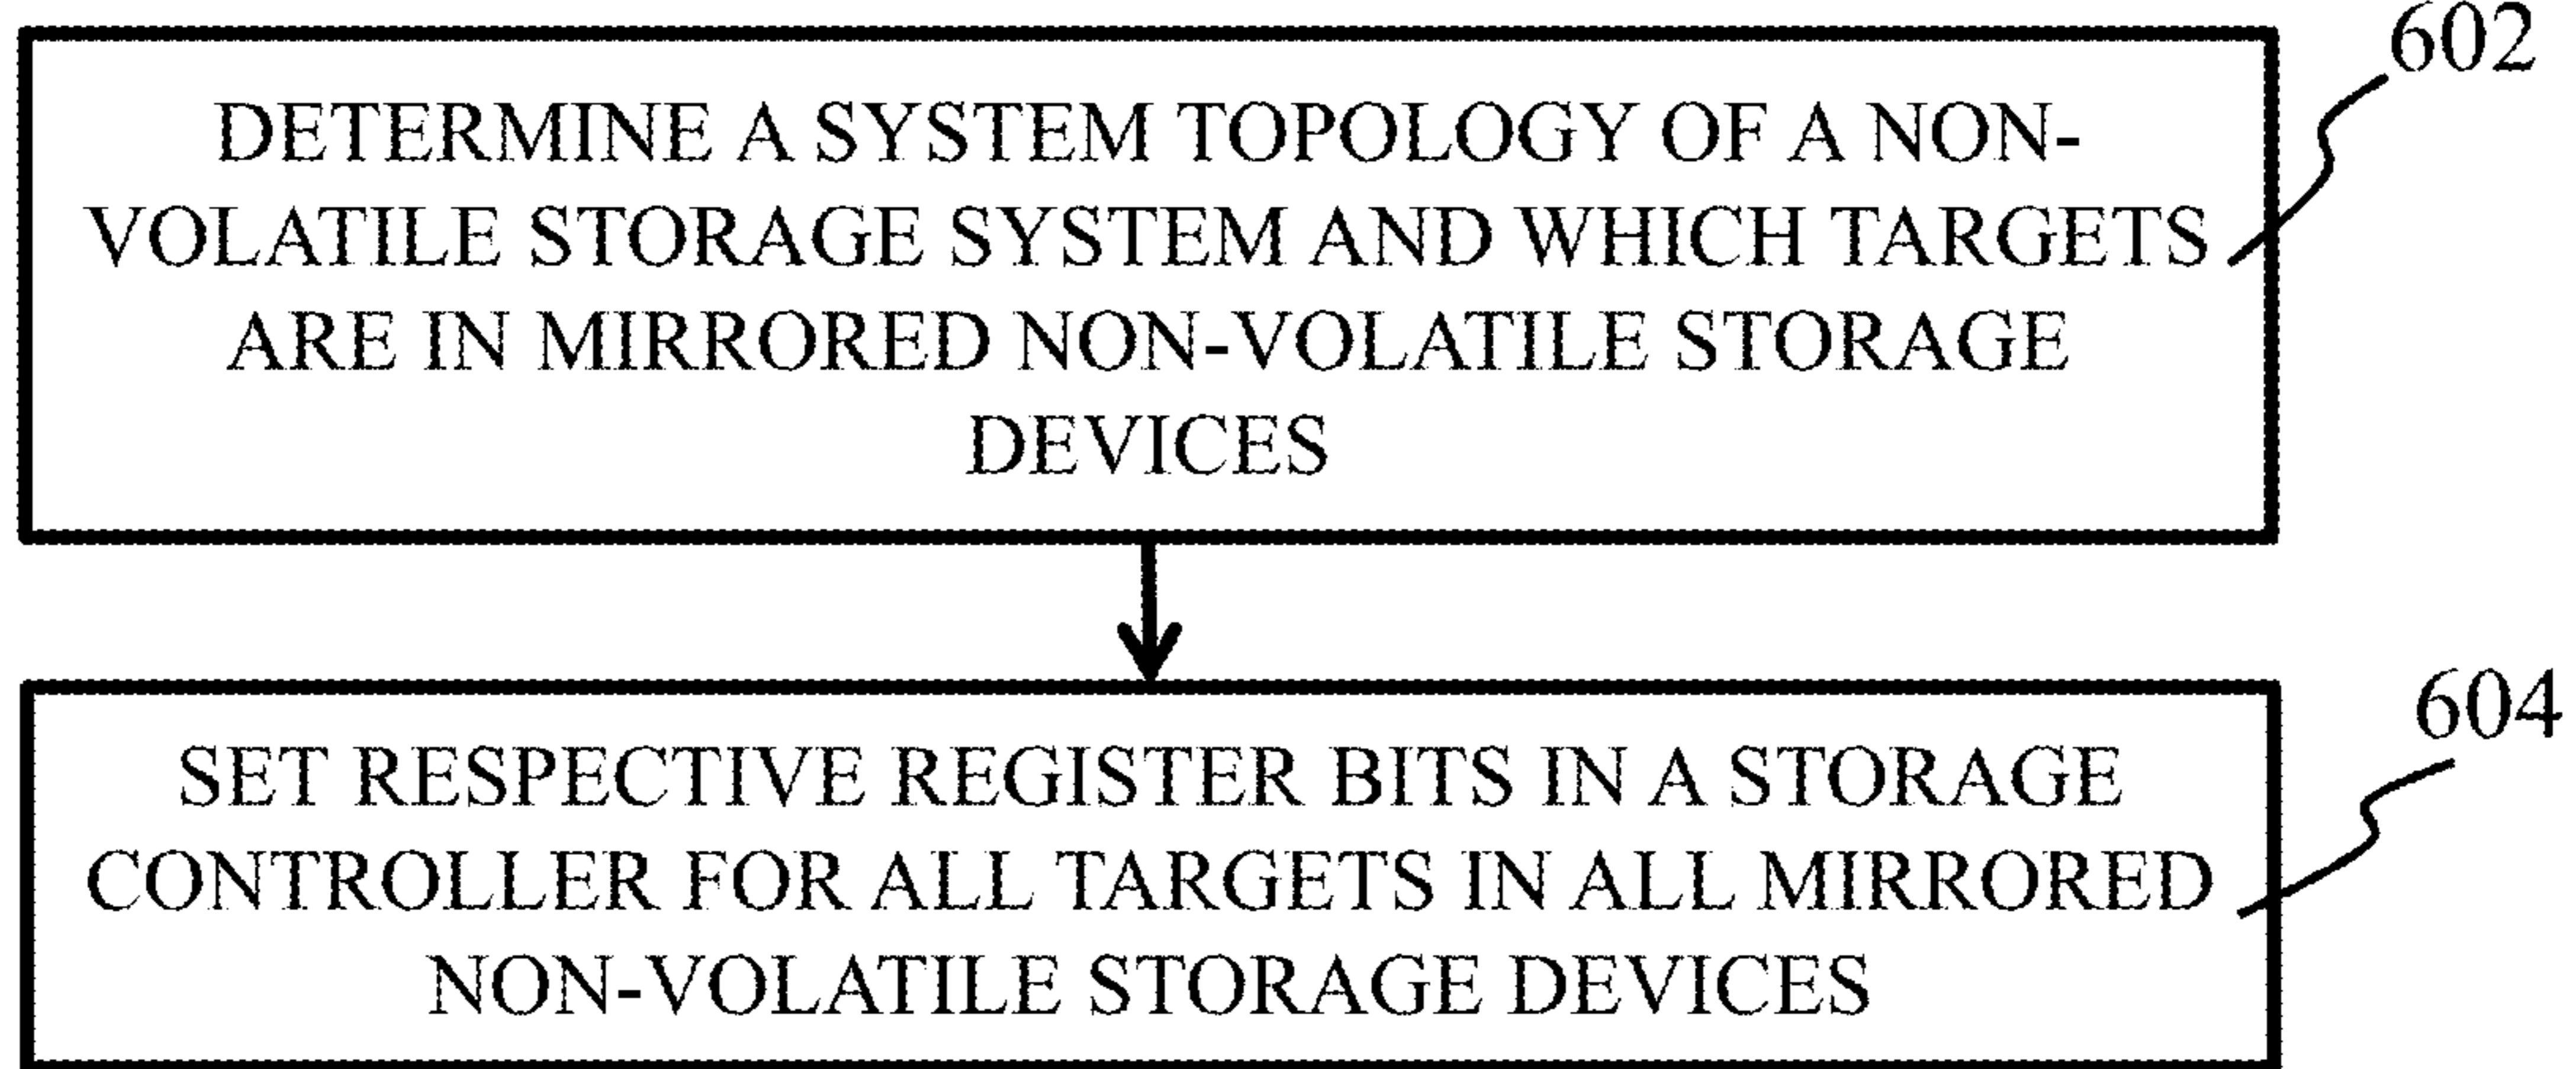 602
DETERMINE A SYSTEM TOPOLOGY OF A NON-
VOLATILE STORAGE SYSTEM AND WHICH TARGETS
ARE IN MIRRORED NON-VOLATILE STORAGE
DEVICES
604
SET RESPECTIVE REGISTER BITS IN A STORAGE
CONTROLLER FOR ALL TARGETS IN ALL MIRRORED
NON-VOLATILE STORAGE DEVICES